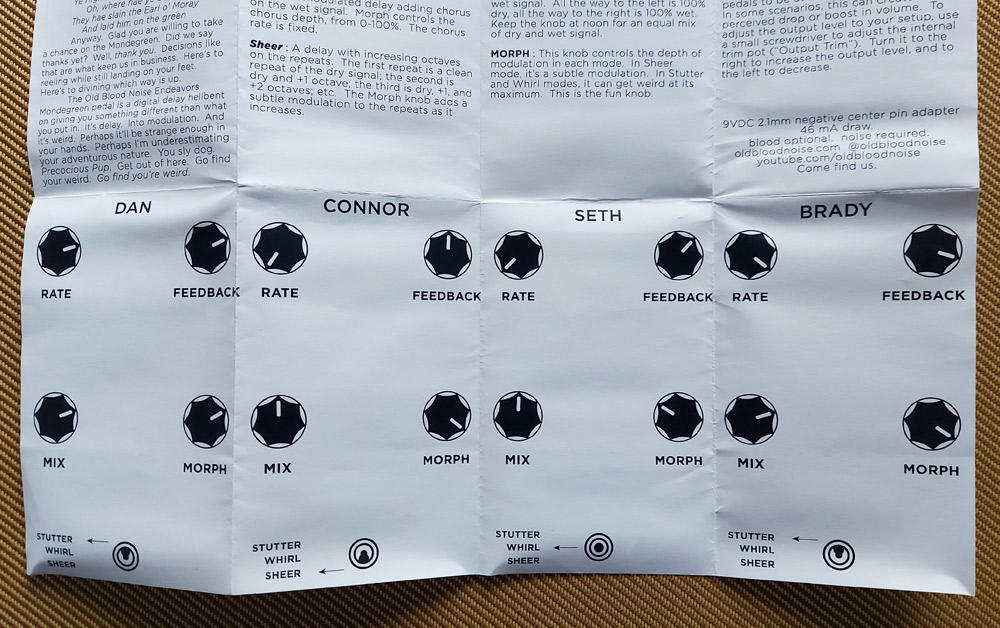 Oh, where hae ye
They hae slain the Earl o' Moray
And laid him on the green
Anyway. Glad you are willing to take
a chance on the Mondegreen. Did we say
thanks yet? Well, thank you. Decisions like
that are what keep us in business. Here's to
reeling while still landing on your feet.
Here's to divining which way is up.
The Old Blood Noise Endeavors
Mondegreen pedal is a digital delay hellbent
on giving you something different than what
you put in. It's delay. Into modulation. And
it's weird. Perhaps it'll be strange enough in
your hands. Perhaps I'm underestimating
your adventurous nature. You sly dog.
Precocious Pup. Get out of here. Go find
your weird. Go find you're weird.
modulated delay adding chorus
on the wet signal. Morph controls the
chorus depth, from 0-100%. The chorus
rate is fixed.
Sheer : A delay with increasing octaves
on the repeats. The first repeat is a clean
repeat of the dry signal; the second is
dry and +1 octave, the third is dry, +1, and
+2 octaves; etc. The Morph knob adds a
subtle modulation to the repeats as it
increases.
wet signal. All the way to the left is 100%
dry, all the way to the right is 100% wet.
Keep the knob at noon for an equal mix
of dry and wet signal.
MORPH : This knob controls the depth of
modulation in each mode. In Sheer
mode, it's a subtle modulation. In Stutter
and Whirl modes, it can get weird at its
maximum. This is the fun knob.
pedals to be
In some scenarios, this can create
perceived drop or boost in volume. To
adjust the output level to your setup, use
a small screwdriver to adjust the internal
trim pot ("Output Trim"). Turn it to the
right to increase the output level, and to
the left to decrease.
9VDC 2.1mm negative center pin adapter
46 mA draw.
blood optional. noise required.
oldbloodnoise.com @oldbloodnoise
youtube.com/oldbloodnoise
Come find us.
DAN
RATE
FEEDBACK
MIX
MORPH
STUTTER
WHIRL
SHEER
CONNOR
RATE
FEEDBACK
MIX
MORPH
STUTTER
WHIRL
SHEER
SETH
RATE
FEEDBACK
MIX
MORPH
STUTTER
WHIRL
SHEER
BRADY
RATE
FEEDBACK
MIX
MORPH
STUTTER
WHIRL
SHEER